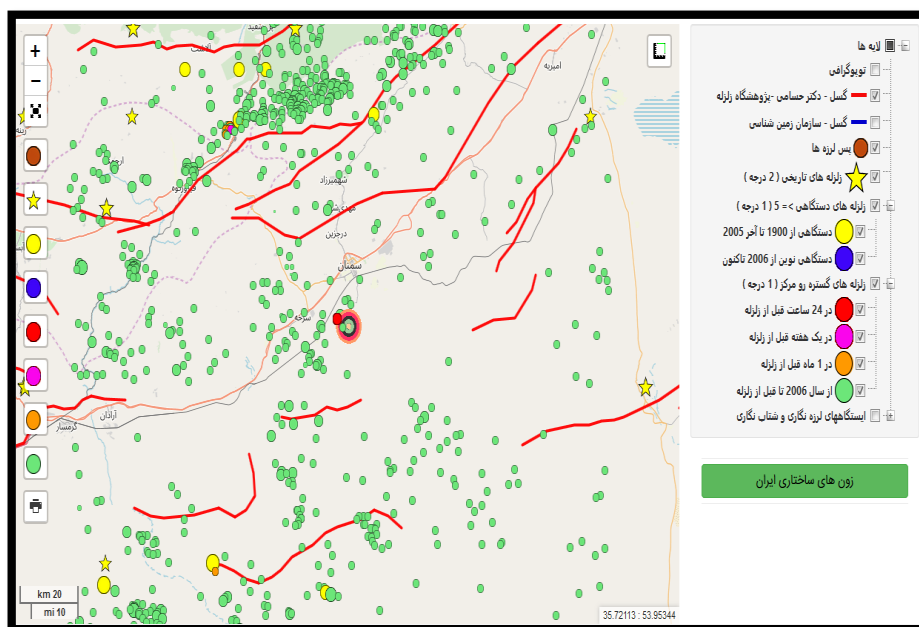 +
−
امیریه
شهمیرزاد
مهدی‌شهر
درجزین
سمنان
سرخه
فیروزکوه
آرادان
گرمسار
km 20
mi 10
35.72113 : 53.95344
لایه ها
توپوگرافی
گسل - دکتر حسامی -پژوهشگاه زلزله
گسل - سازمان زمین شناسی
پس لرزه ها
زلزله های تاریخی ( 2 درجه )
زلزله های دستگاهی >= 5 ( 1 درجه )
دستگاهی از 1900 تا آخر 2005
دستگاهی نوین از 2006 تاکنون
زلزله های گستره رو مرکز ( 1 درجه )
در 24 ساعت قبل از زلزله
در یک هفته قبل از زلزله
در 1 ماه قبل از زلزله
از سال 2006 تا قبل از زلزله
ایستگاههای لرزه نگاری و شتاب نگاری
زون های ساختاری ایران